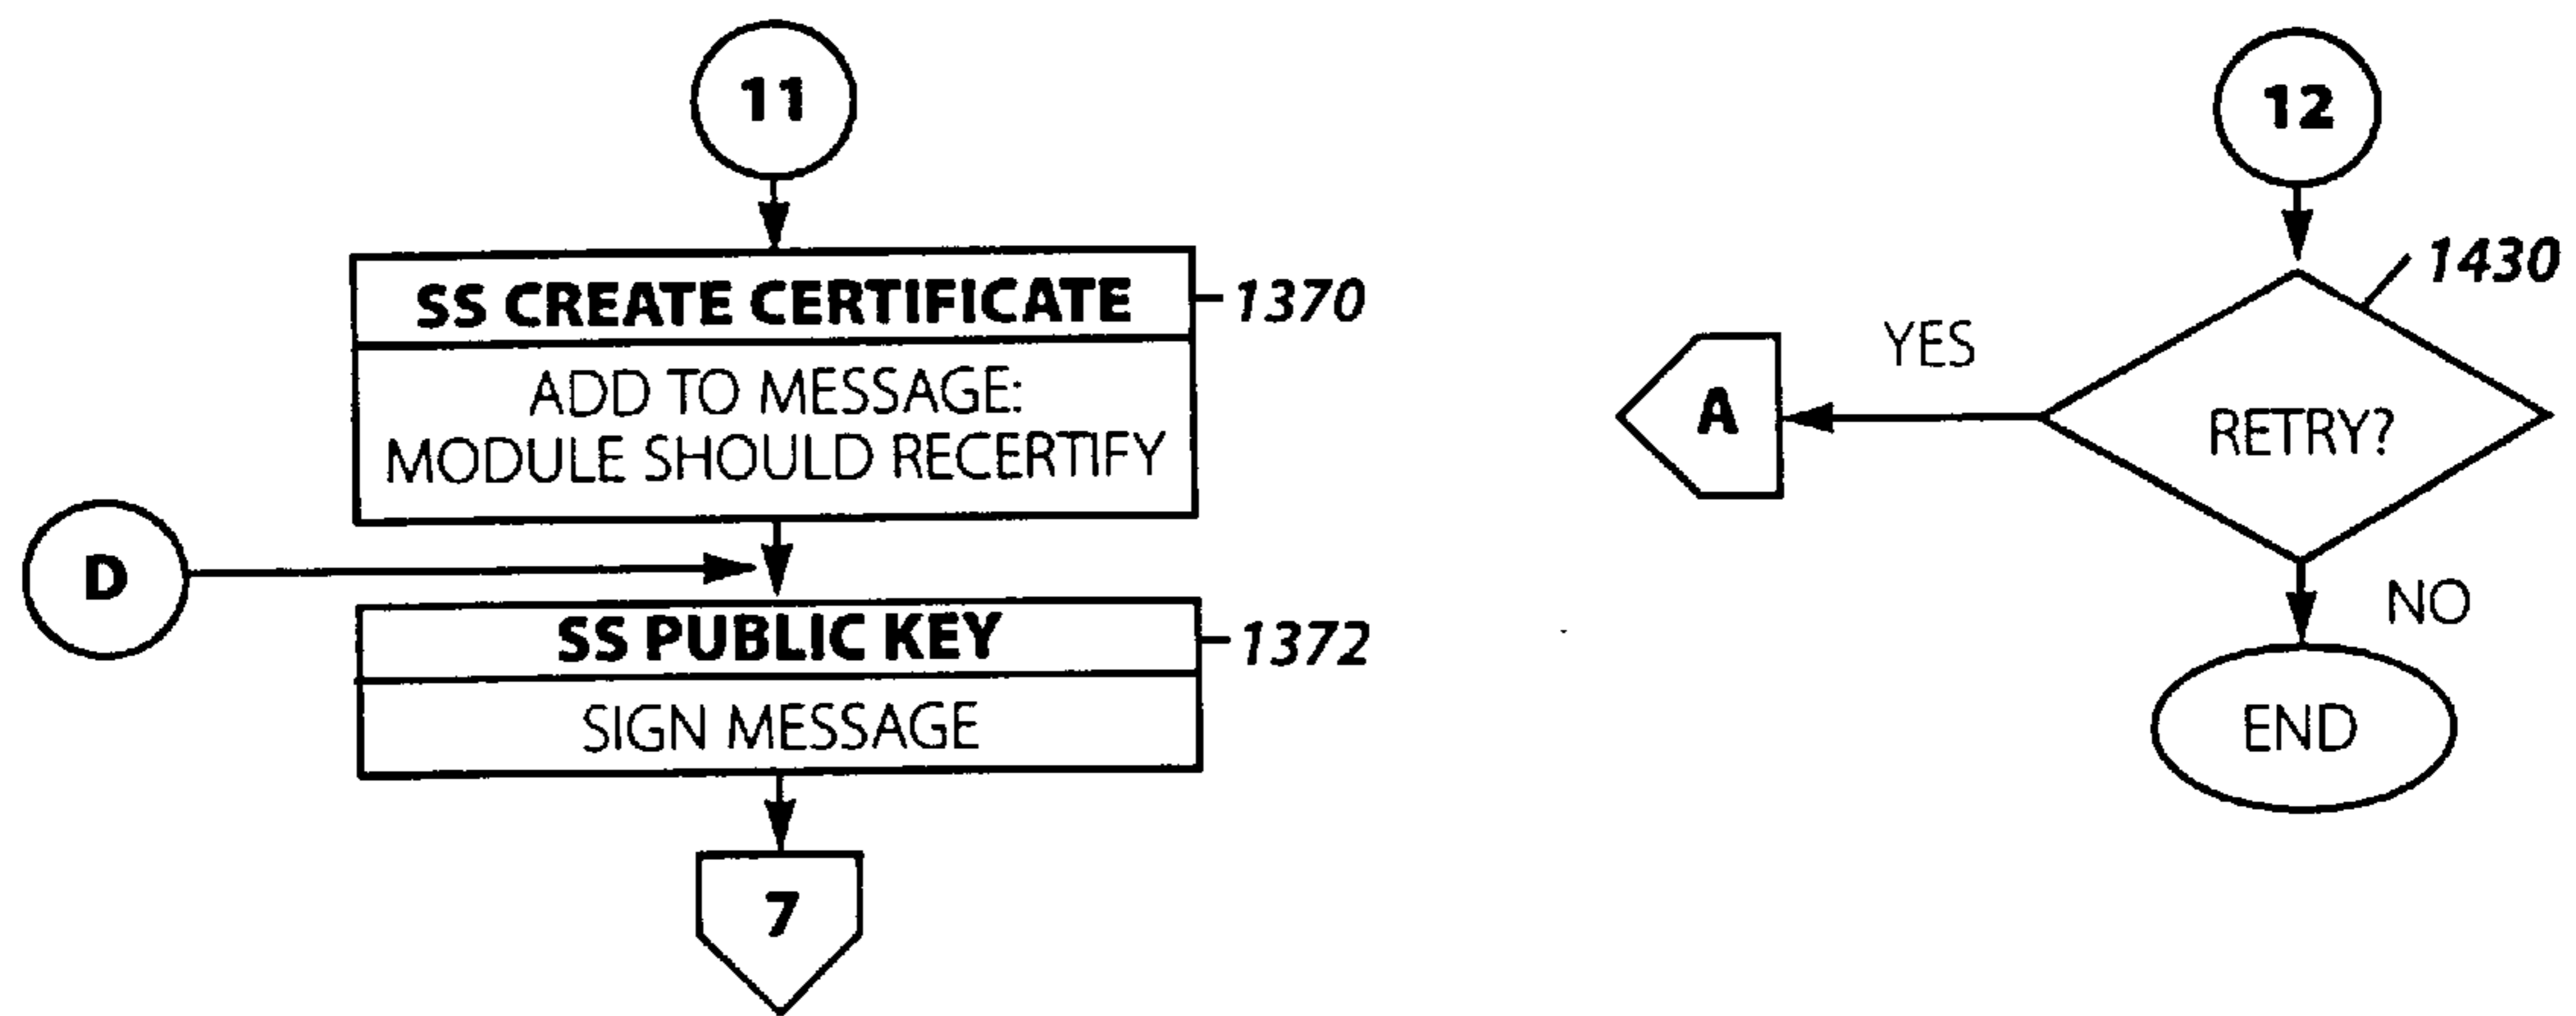 11
SS CREATE CERTIFICATE
1370
ADD TO MESSAGE:
MODULE SHOULD RECERTIFY
D
SS PUBLIC KEY
1372
SIGN MESSAGE
7
12
1430
YES
A
RETRY?
NO
END